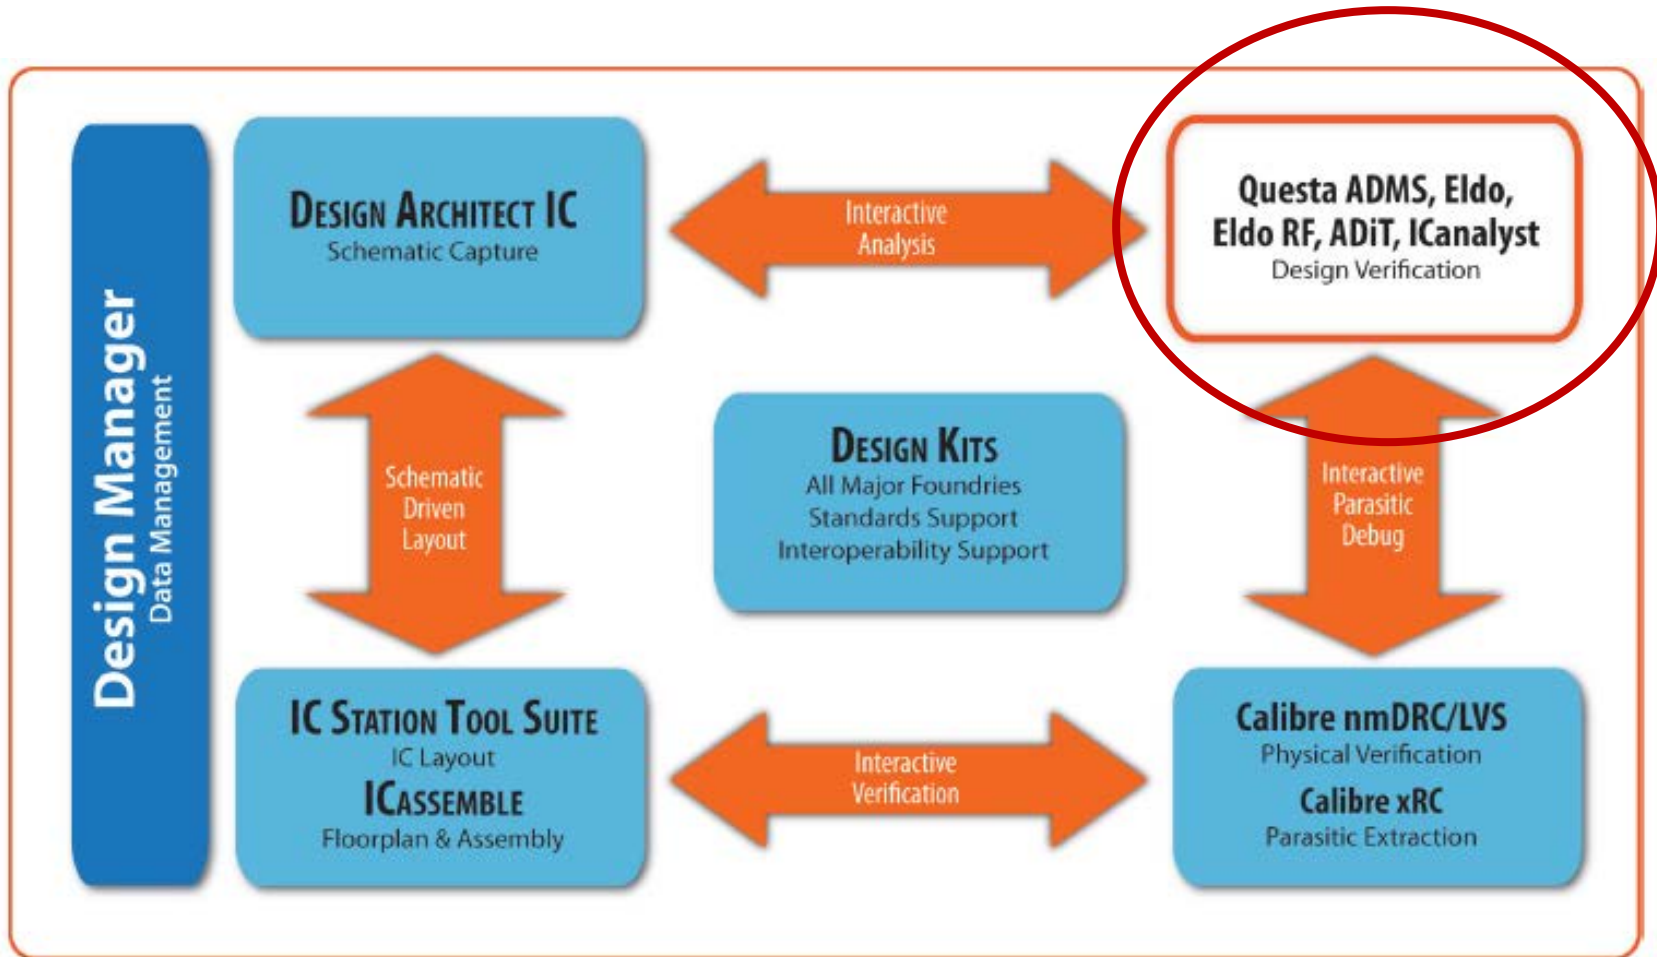 Design Manager
Data Management
DESIGN ARCHITECT IC
Schematic Capture
Interactive
Analysis
Questa ADMS, Eldo,
Eldo RF, ADiT, ICanalyst
Design Verification
Schematic
Driven
Layout
DESIGN KITS
All Major Foundries
Standards Support
Interoperability Support
Interactive
Parasitic
Debug
IC STATION TOOL SUITE
IC Layout
ICASSEMBLE
Floorplan & Assembly
Interactive
Verification
Calibre nmDRC/LVS
Physical Verification
Calibre xRC
Parasitic Extraction